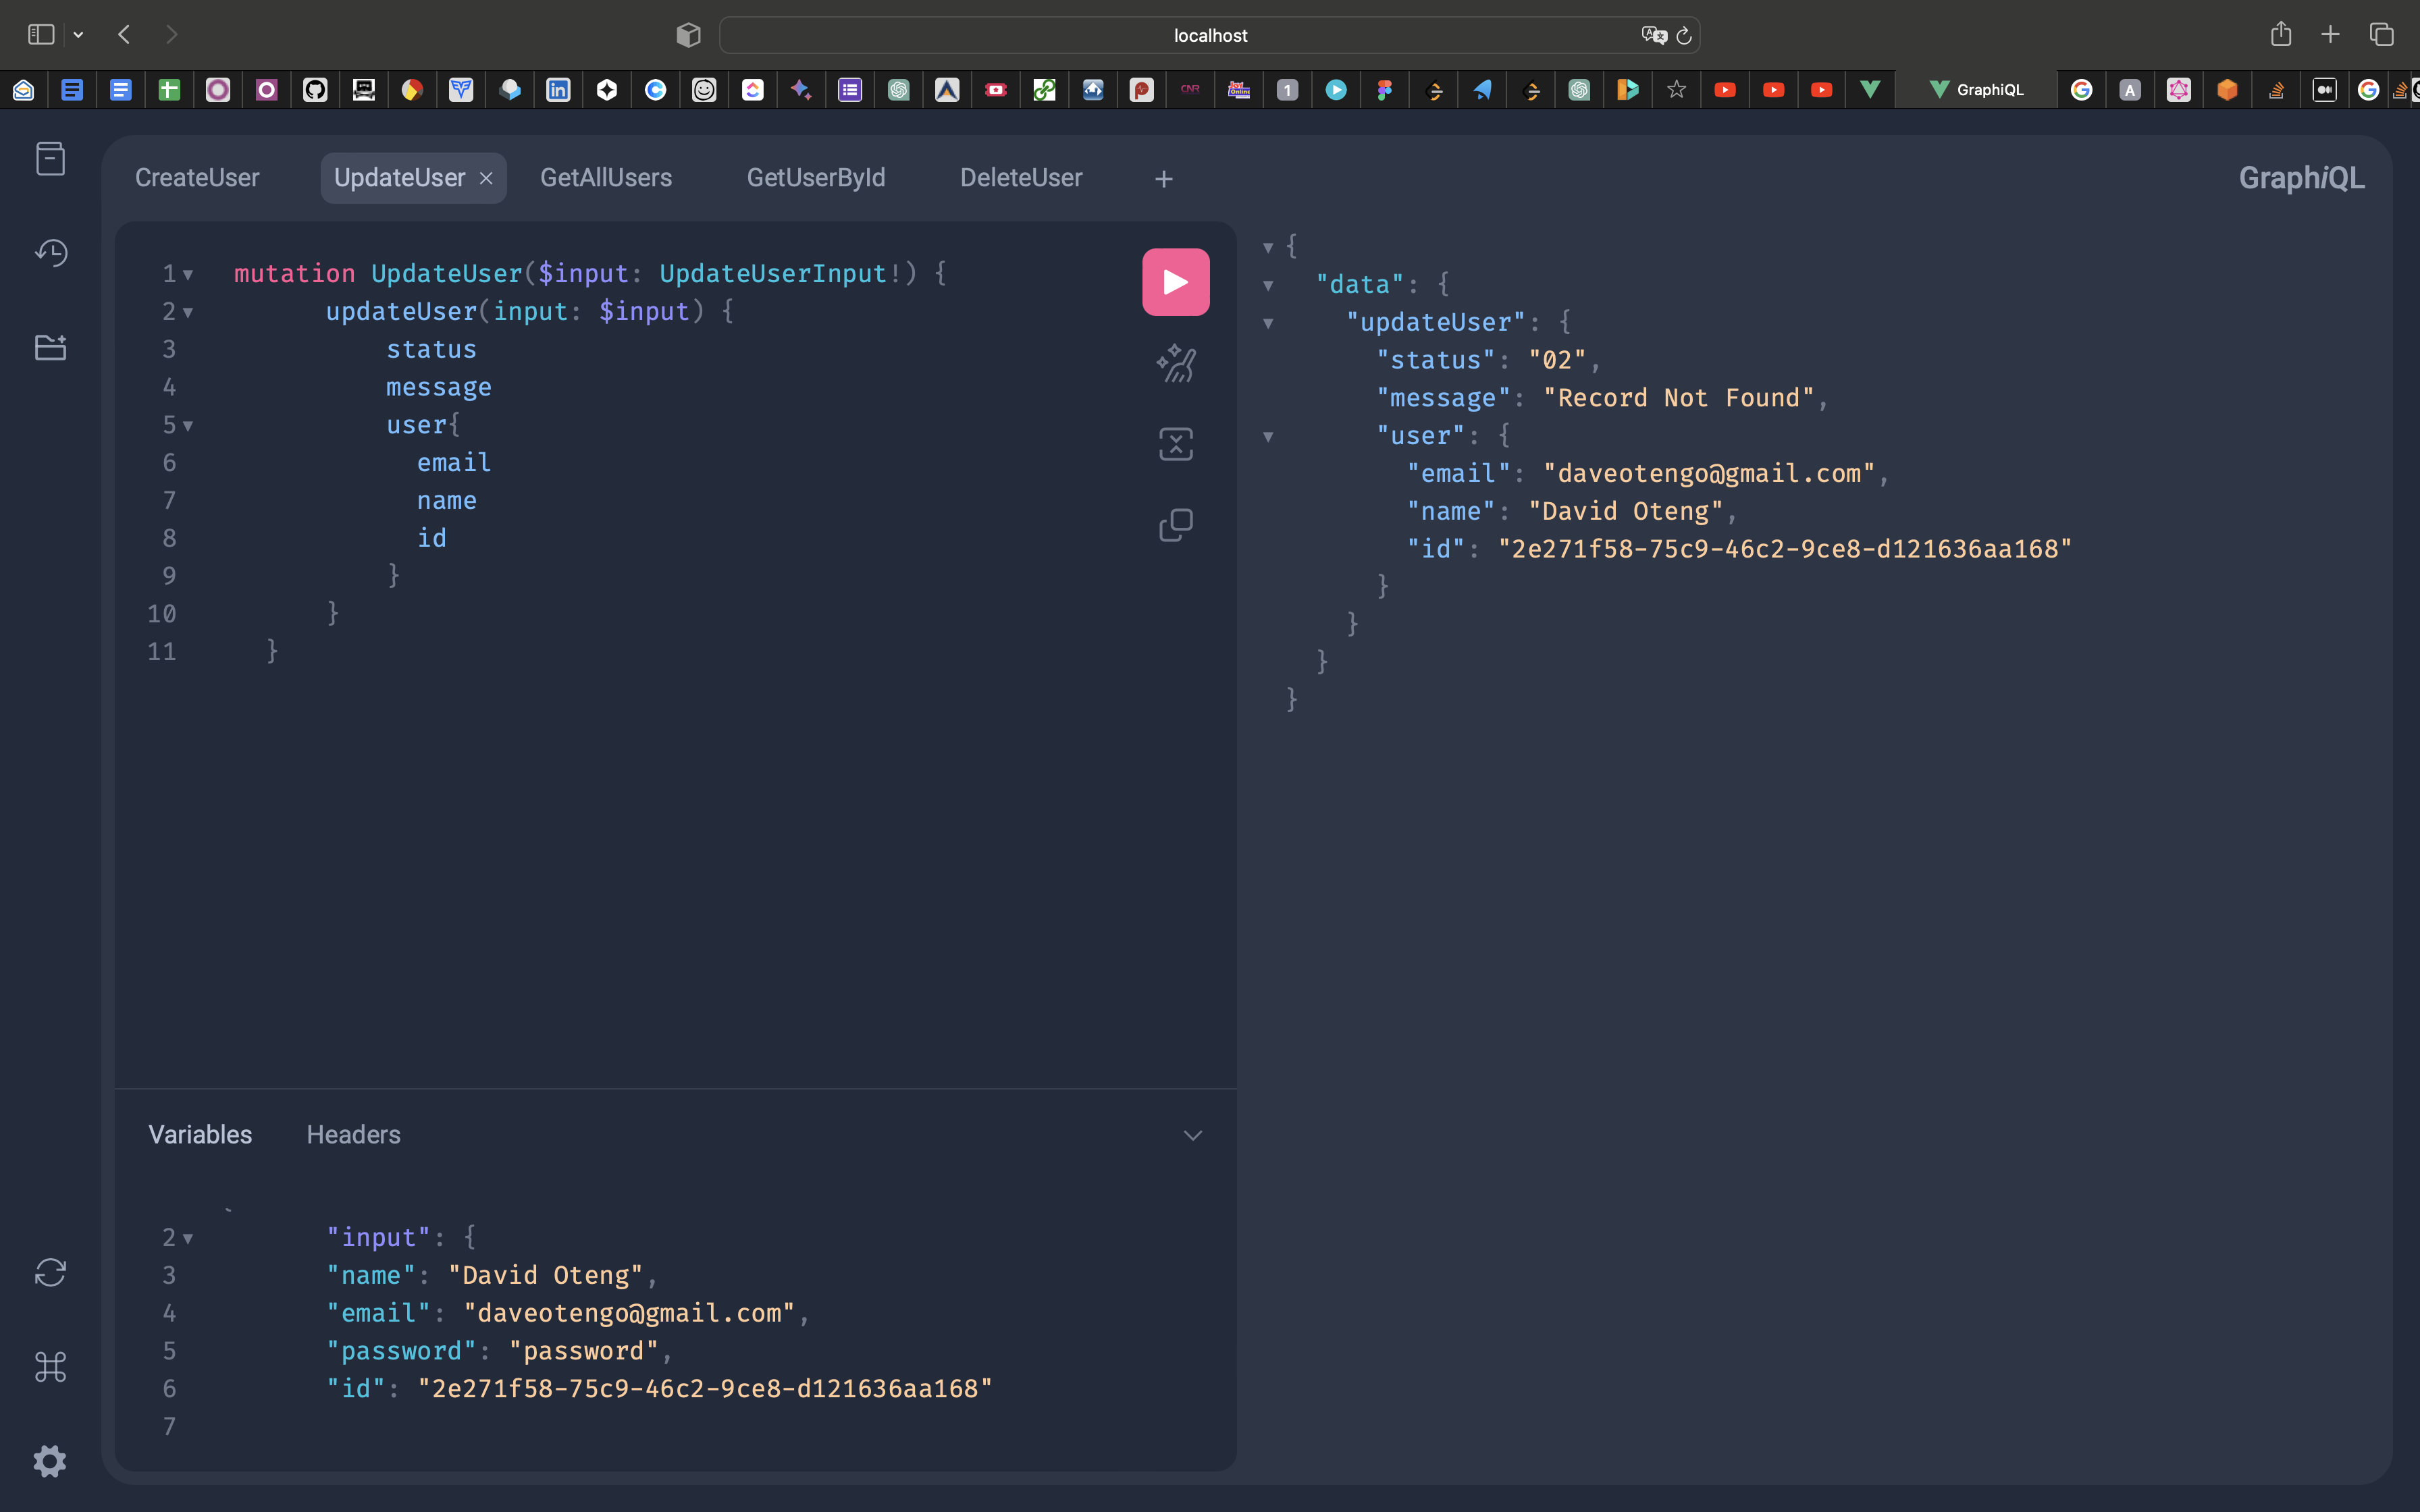 localhost
CNR
1
GraphiQL
A
CreateUser UpdateUser × GetAllUsers GetUserById DeleteUser +
GraphiQL
1 mutation UpdateUser($input: UpdateUserInput!) {
2 updateUser(input: $input) {
3 status
4 message
5 user{
6 email
7 name
8 id
9 }
10 }
11 }
{
"data": {
"updateUser": {
"status": "02",
"message": "Record Not Found",
"user": {
"email": "daveotengo@gmail.com",
"name": "David Oteng",
"id": "2e271f58-75c9-46c2-9ce8-d121636aa168"
}
}
}
}
Variables Headers
2 "input": {
3 "name": "David Oteng",
4 "email": "daveotengo@gmail.com",
5 "password": "password",
6 "id": "2e271f58-75c9-46c2-9ce8-d121636aa168"
7